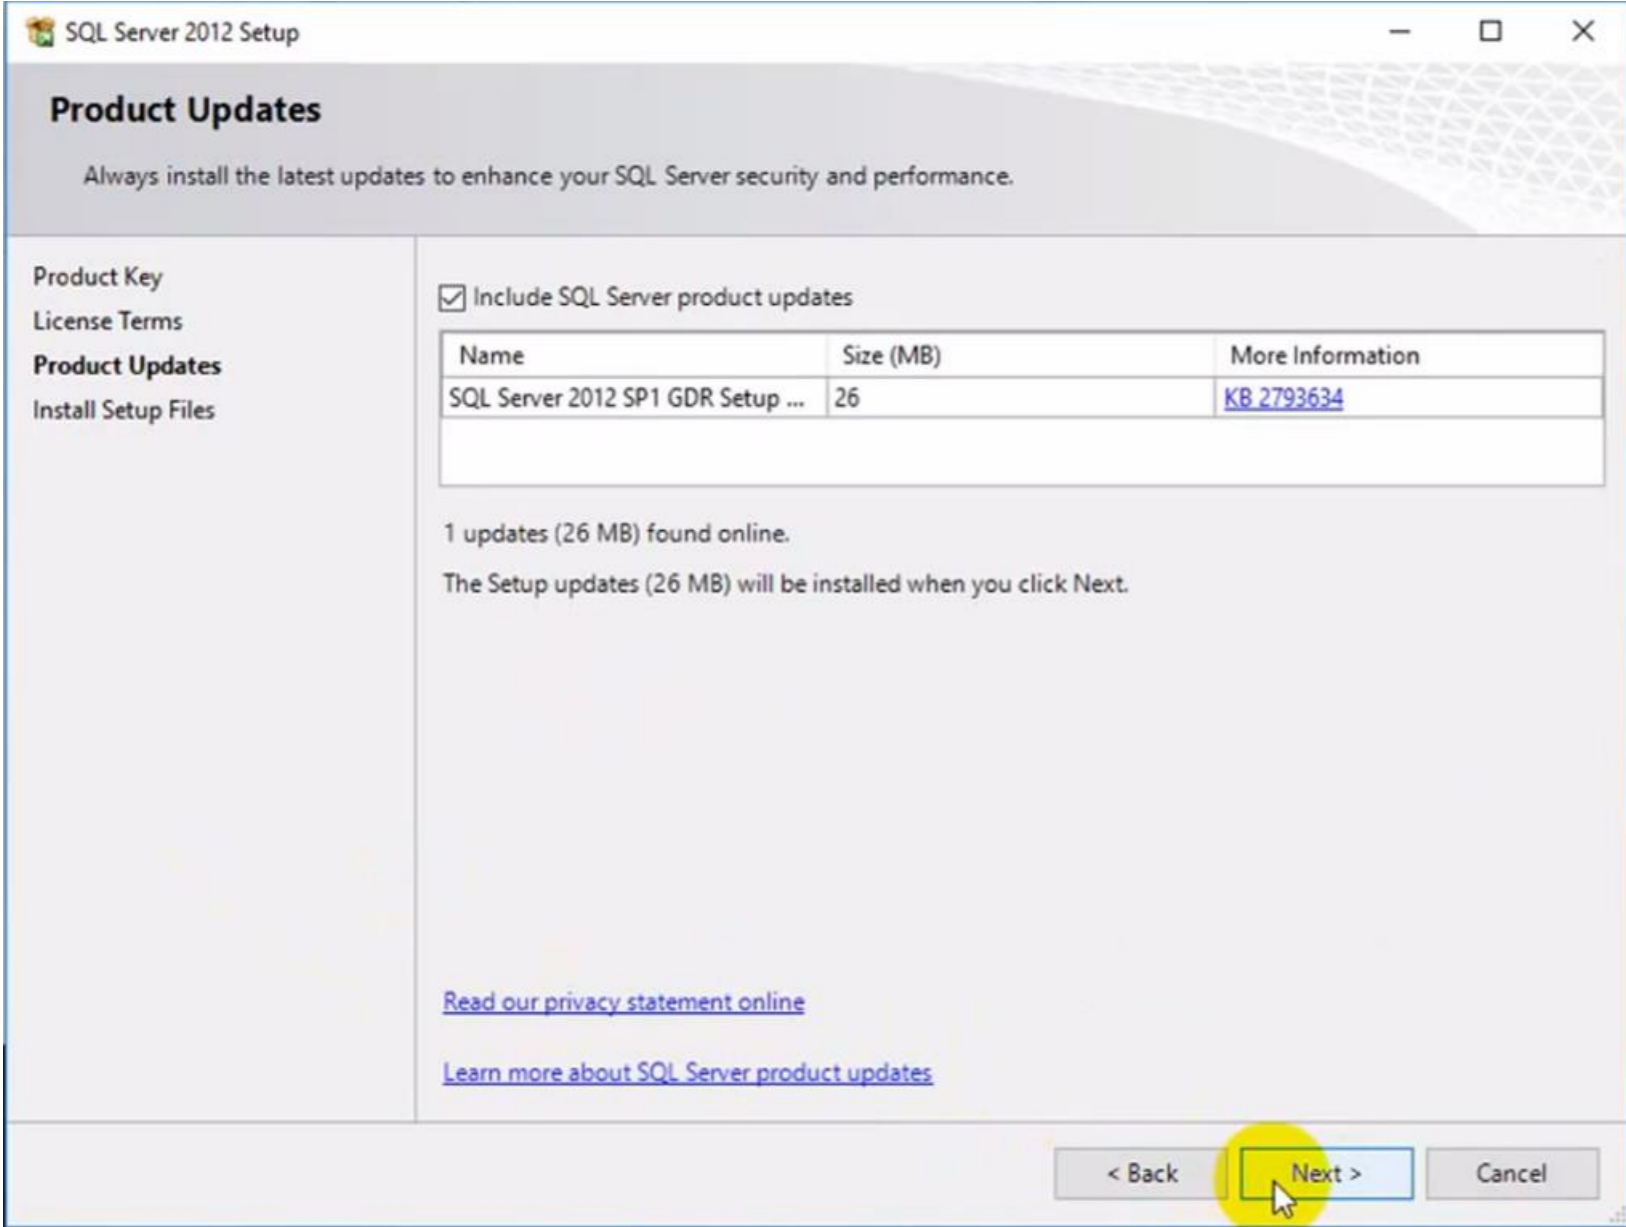 SQL Server 2012 Setup
Product Updates
Always install the latest updates to enhance your SQL Server security and performance.
Product Key
License Terms
Product Updates
Install Setup Files
Include SQL Server product updates
Name Size (MB) More Information
SQL Server 2012 SP1 GDR Setup ... 26 KB 2793634
1 updates (26 MB) found online.
The Setup updates (26 MB) will be installed when you click Next.
Read our privacy statement online
Learn more about SQL Server product updates
< Back Next > Cancel